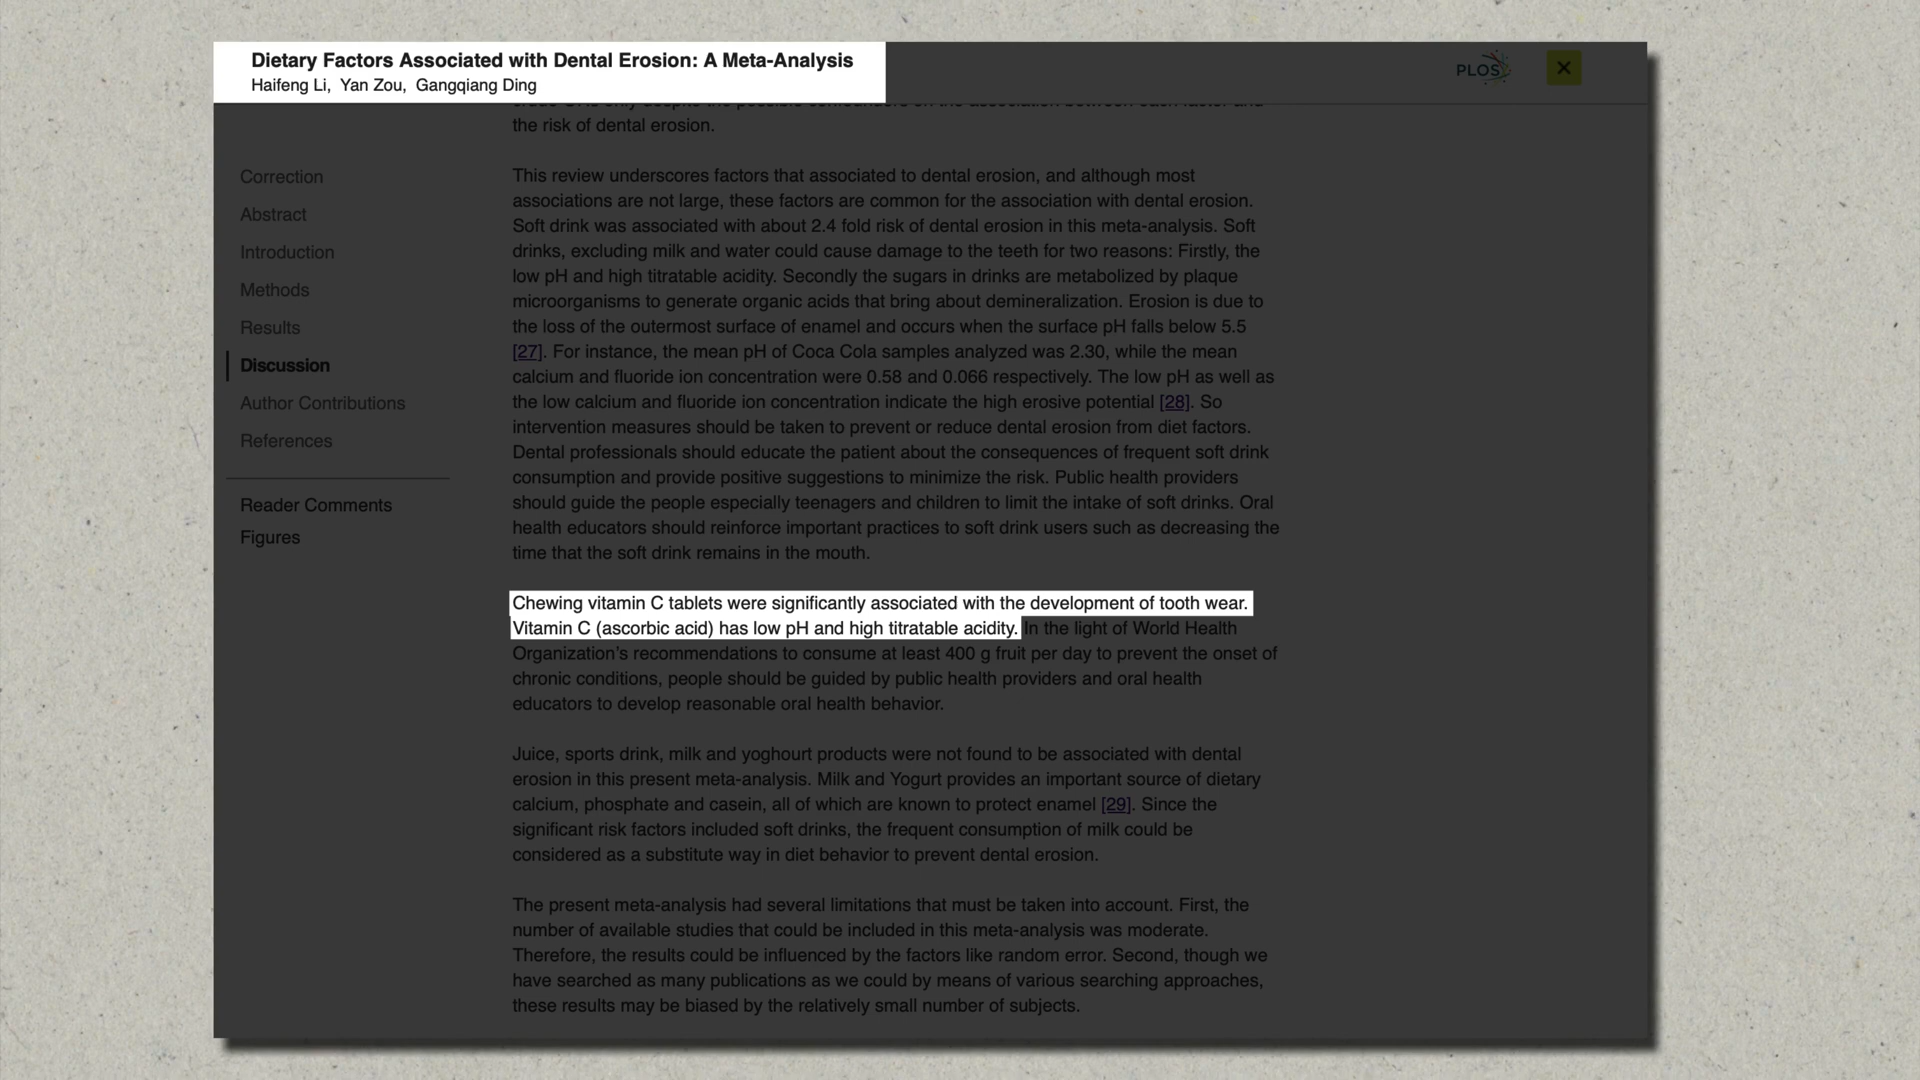 Dietary Factors Associated with Dental Erosion: A Meta-Analysis
Haifeng Li, Yan Zou, Gangqiang Ding
PLOS
the risk of dental erosion.
Correction
Abstract
Introduction
Methods
Results
Discussion
Author Contributions
References
Reader Comments
Figures
This review underscores factors that associated to dental erosion, and although most
associations are not large, these factors are common for the association with dental erosion.
Soft drink was associated with about 2.4 fold risk of dental erosion in this meta-analysis. Soft
drinks, excluding milk and water could cause damage to the teeth for two reasons: Firstly, the
low pH and high titratable acidity. Secondly the sugars in drinks are metabolized by plaque
microorganisms to generate organic acids that bring about demineralization. Erosion is due to
the loss of the outermost surface of enamel and occurs when the surface pH falls below 5.5
[27]. For instance, the mean pH of Coca Cola samples analyzed was 2.30, while the mean
calcium and fluoride ion concentration were 0.58 and 0.066 respectively. The low pH as well as
the low calcium and fluoride ion concentration indicate the high erosive potential [28]. So
intervention measures should be taken to prevent or reduce dental erosion from diet factors.
Dental professionals should educate the patient about the consequences of frequent soft drink
consumption and provide positive suggestions to minimize the risk. Public health providers
should guide the people especially teenagers and children to limit the intake of soft drinks. Oral
health educators should reinforce important practices to soft drink users such as decreasing the
time that the soft drink remains in the mouth.
Chewing vitamin C tablets were significantly associated with the development of tooth wear.
Vitamin C (ascorbic acid) has low pH and high titratable acidity. In the light of World Health
Organization's recommendations to consume at least 400 g fruit per day to prevent the onset of
chronic conditions, people should be guided by public health providers and oral health
educators to develop reasonable oral health behavior.
Juice, sports drink, milk and yoghourt products were not found to be associated with dental
erosion in this present meta-analysis. Milk and Yogurt provides an important source of dietary
calcium, phosphate and casein, all of which are known to protect enamel [29]. Since the
significant risk factors included soft drinks, the frequent consumption of milk could be
considered as a substitute way in diet behavior to prevent dental erosion.
The present meta-analysis had several limitations that must be taken into account. First, the
number of available studies that could be included in this meta-analysis was moderate.
Therefore, the results could be influenced by the factors like random error. Second, though we
have searched as many publications as we could by means of various searching approaches,
these results may be biased by the relatively small number of subjects.